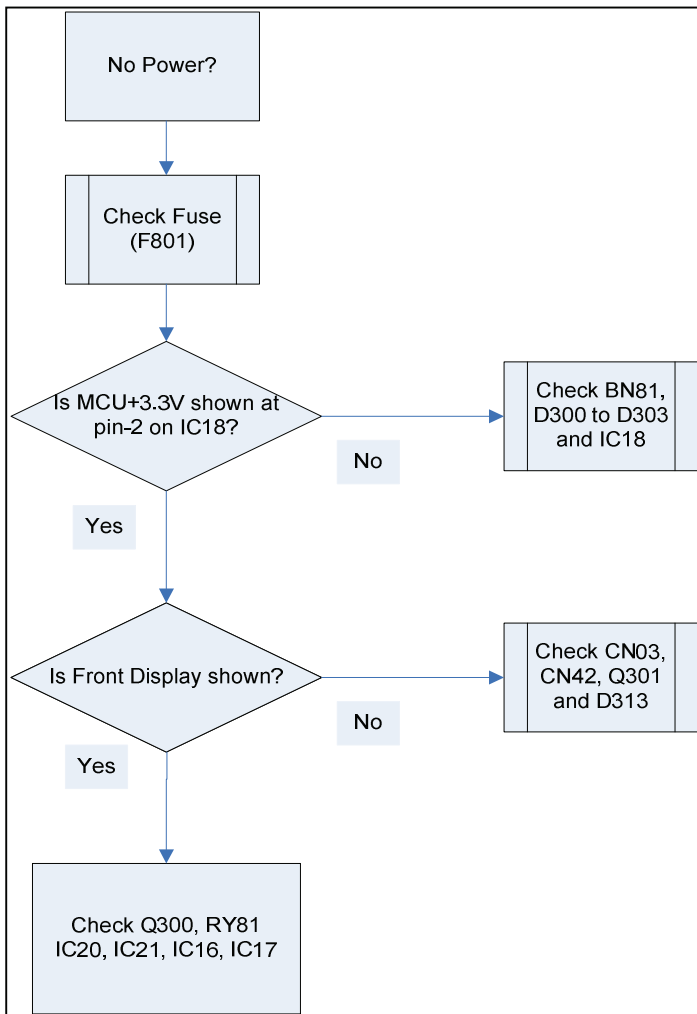 No Power?
Check Fuse
(F801)
Is MCU+3.3V shown at
pin-2 on IC18?
No
Check BN81,
D300 to D303
and IC18
Yes
Is Front Display shown?
No
Check CN03,
CN42, Q301
and D313
Yes
Check Q300, RY81
IC20, IC21, IC16, IC17